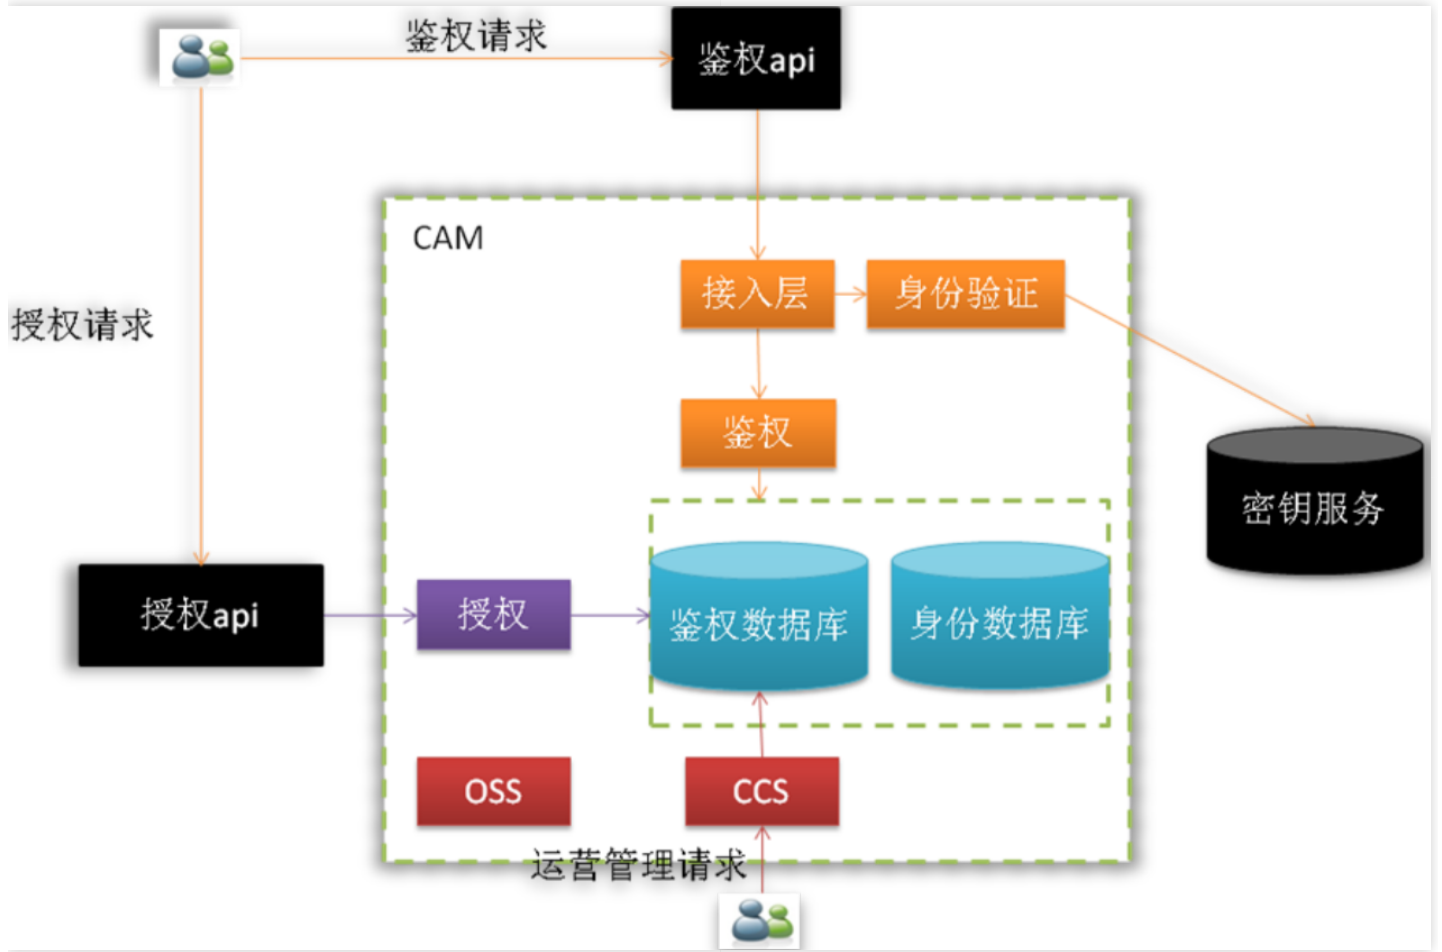 鉴权请求
鉴权api
CAM
接入层
身份验证
授权请求
鉴权
密钥服务
授权api
授权
鉴权数据库
身份数据库
OSS
CCS
运营管理请求